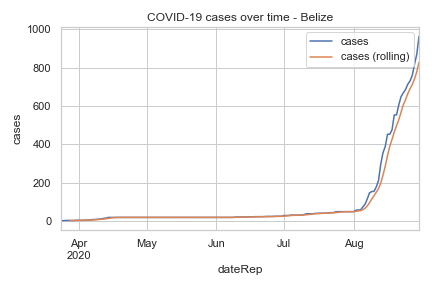 COVID-19 cases over time - Belize
cases
cases (rolling)
1000
800
600
400
200
0
cases
Apr
2020
May
Jun
Jul
Aug
dateRep